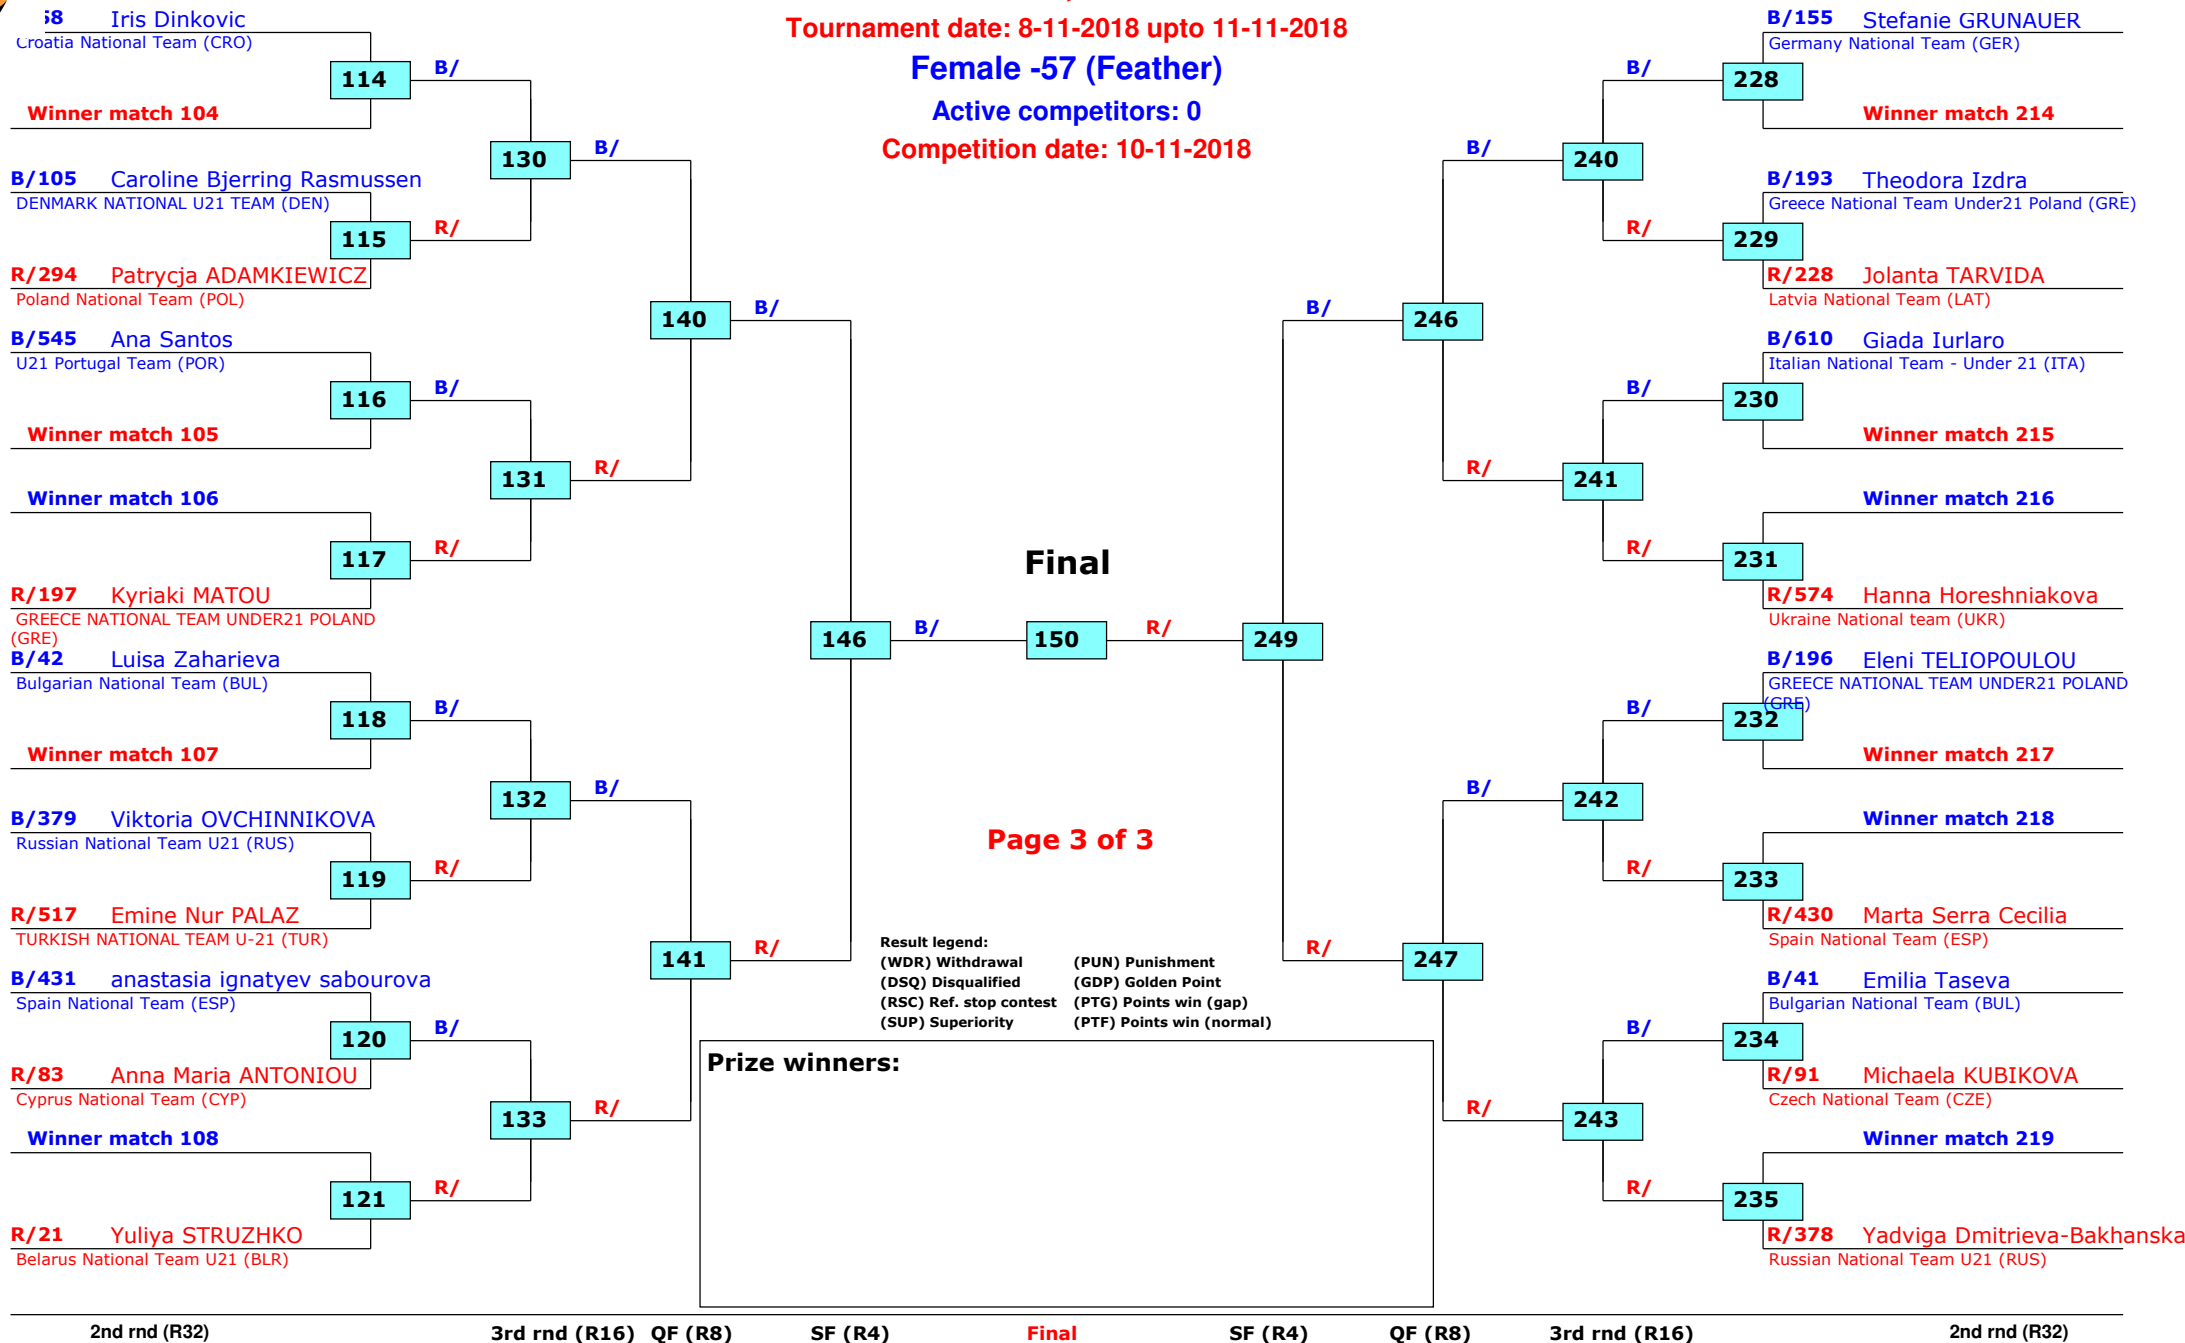 Tournament date: 8-11-2018 upto 11-11-2018
Female -57 (Feather)
Active competitors: 0
Competition date: 10-11-2018
58 Iris Dinkovic
Croatia National Team (CRO)
114 B/
Winner match 104
130 B/
B/105 Caroline Bjerring Rasmussen
DENMARK NATIONAL U21 TEAM (DEN)
115 R/
R/294 Patrycja ADAMKIEWICZ
Poland National Team (POL)
140 B/
B/545 Ana Santos
U21 Portugal Team (POR)
116 B/
Winner match 105
131 R/
Winner match 106
117 R/
R/197 Kyriaki MATOU
GREECE NATIONAL TEAM UNDER21 POLAND
(GRE)
146 B/
B/42 Luisa Zaharieva
Bulgarian National Team (BUL)
118 B/
Winner match 107
132 B/
B/379 Viktoria OVCHINNIKOVA
Russian National Team U21 (RUS)
119 R/
R/517 Emine Nur PALAZ
TURKISH NATIONAL TEAM U-21 (TUR)
141 R/
B/431 anastasia ignatyev sabourova
Spain National Team (ESP)
120 B/
R/83 Anna Maria ANTONIOU
Cyprus National Team (CYP)
133 R/
Winner match 108
121 R/
R/21 Yuliya STRUZHKO
Belarus National Team U21 (BLR)
Final
150
Page 3 of 3
Result legend:
(WDR) Withdrawal (PUN) Punishment
(DSQ) Disqualified (GDP) Golden Point
(RSC) Ref. stop contest (PTG) Points win (gap)
(SUP) Superiority (PTF) Points win (normal)
Prize winners:
B/155 Stefanie GRUNAUER
Germany National Team (GER)
B/ 228
Winner match 214
B/ 240
B/193 Theodora Izdra
Greece National Team Under21 Poland (GRE)
R/ 229
R/228 Jolanta TARVIDA
Latvia National Team (LAT)
B/ 246
B/610 Giada Iurlaro
Italian National Team - Under 21 (ITA)
B/ 230
Winner match 215
R/ 241
Winner match 216
R/ 231
R/574 Hanna Horeshniakova
Ukraine National team (UKR)
R/ 249
B/196 Eleni TELIOPOULOU
GREECE NATIONAL TEAM UNDER21 POLAND
(GRE)
B/ 232
Winner match 217
B/ 242
Winner match 218
R/ 233
R/430 Marta Serra Cecilia
Spain National Team (ESP)
R/ 247
B/41 Emilia Taseva
Bulgarian National Team (BUL)
B/ 234
R/91 Michaela KUBIKOVA
Czech National Team (CZE)
R/ 243
Winner match 219
R/ 235
R/378 Yadviga Dmitrieva-Bakhanska
Russian National Team U21 (RUS)
2nd rnd (R32) 3rd rnd (R16) QF (R8) SF (R4) Final SF (R4) QF (R8) 3rd rnd (R16) 2nd rnd (R32)